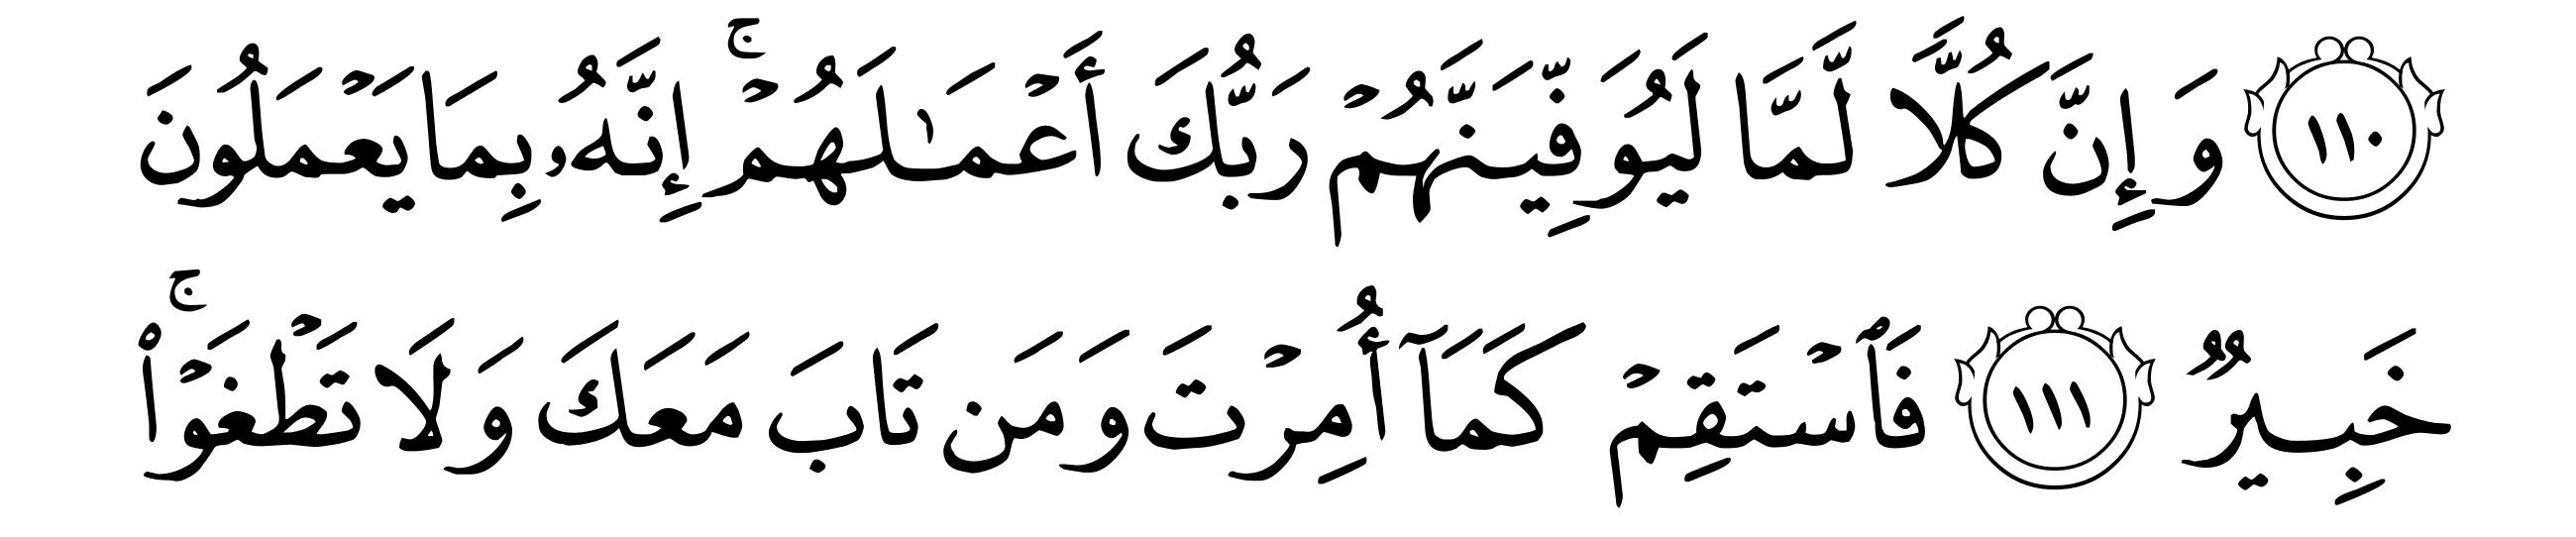 ١١٠ وَإِنَّ كُلًّا لَّمَّا لَيُوَفِّيَنَّهُمْ رَبُّكَ أَعْمَـٰلَهُمْ ۚ إِنَّهُۥ بِمَا يَعْمَلُونَ
خَبِيرٌ ١١١ فَٱسْتَقِمْ كَمَآ أُمِرْتَ وَمَن تَابَ مَعَكَ وَلَا تَطْغَوْا۟ ۚ